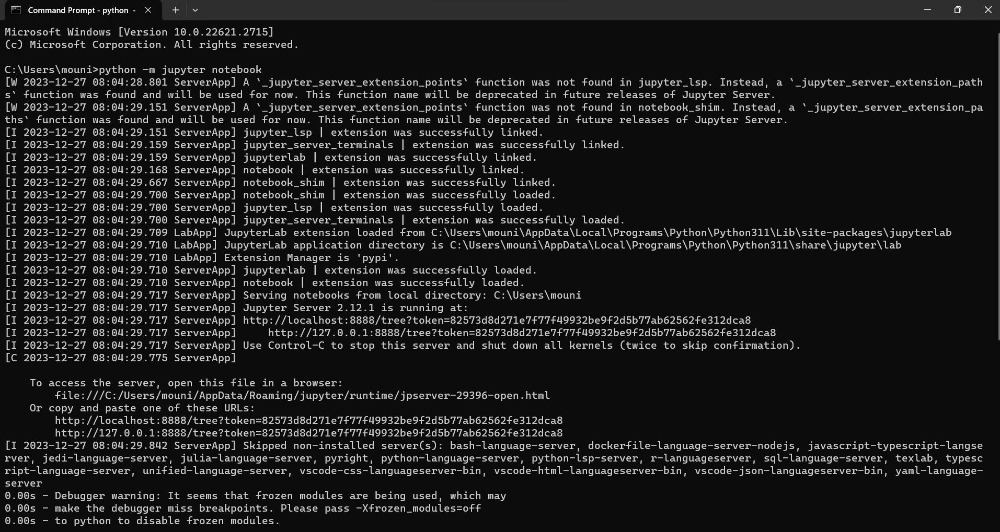 Command Prompt - python -
Microsoft Windows [Version 10.0.22621.2715]
(c) Microsoft Corporation. All rights reserved.
C:\Users\mouni>python -m jupyter notebook
[W 2023-12-27 08:04:28.801 ServerApp] A `_jupyter_server_extension_points` function was not found in jupyter_lsp. Instead, a `_jupyter_server_extension_path
s` function was found and will be used for now. This function name will be deprecated in future releases of Jupyter Server.
[W 2023-12-27 08:04:29.151 ServerApp] A `_jupyter_server_extension_points` function was not found in notebook_shim. Instead, a `_jupyter_server_extension_pa
ths` function was found and will be used for now. This function name will be deprecated in future releases of Jupyter Server.
[I 2023-12-27 08:04:29.151 ServerApp] jupyter_lsp | extension was successfully linked.
[I 2023-12-27 08:04:29.159 ServerApp] jupyter_server_terminals | extension was successfully linked.
[I 2023-12-27 08:04:29.159 ServerApp] jupyterlab | extension was successfully linked.
[I 2023-12-27 08:04:29.168 ServerApp] notebook | extension was successfully linked.
[I 2023-12-27 08:04:29.667 ServerApp] notebook_shim | extension was successfully linked.
[I 2023-12-27 08:04:29.700 ServerApp] notebook_shim | extension was successfully loaded.
[I 2023-12-27 08:04:29.700 ServerApp] jupyter_lsp | extension was successfully loaded.
[I 2023-12-27 08:04:29.700 ServerApp] jupyter_server_terminals | extension was successfully loaded.
[I 2023-12-27 08:04:29.709 LabApp] JupyterLab extension loaded from C:\Users\mouni\AppData\Local\Programs\Python\Python311\Lib\site-packages\jupyterlab
[I 2023-12-27 08:04:29.710 LabApp] JupyterLab application directory is C:\Users\mouni\AppData\Local\Programs\Python\Python311\share\jupyter\lab
[I 2023-12-27 08:04:29.710 LabApp] Extension Manager is 'pypi'.
[I 2023-12-27 08:04:29.710 ServerApp] jupyterlab | extension was successfully loaded.
[I 2023-12-27 08:04:29.710 ServerApp] notebook | extension was successfully loaded.
[I 2023-12-27 08:04:29.717 ServerApp] Serving notebooks from local directory: C:\Users\mouni
[I 2023-12-27 08:04:29.717 ServerApp] Jupyter Server 2.12.1 is running at:
[I 2023-12-27 08:04:29.717 ServerApp] http://localhost:8888/tree?token=82573d8d271e7f77f49932be9f2d5b77ab62562fe312dca8
[I 2023-12-27 08:04:29.717 ServerApp]     http://127.0.0.1:8888/tree?token=82573d8d271e7f77f49932be9f2d5b77ab62562fe312dca8
[I 2023-12-27 08:04:29.717 ServerApp] Use Control-C to stop this server and shut down all kernels (twice to skip confirmation).
[C 2023-12-27 08:04:29.775 ServerApp]
    To access the server, open this file in a browser:
        file:///C:/Users/mouni/AppData/Roaming/jupyter/runtime/jpserver-29396-open.html
    Or copy and paste one of these URLs:
        http://localhost:8888/tree?token=82573d8d271e7f77f49932be9f2d5b77ab62562fe312dca8
        http://127.0.0.1:8888/tree?token=82573d8d271e7f77f49932be9f2d5b77ab62562fe312dca8
[I 2023-12-27 08:04:29.842 ServerApp] Skipped non-installed server(s): bash-language-server, dockerfile-language-server-nodejs, javascript-typescript-langse
rver, jedi-language-server, julia-language-server, pyright, python-language-server, python-lsp-server, r-languageserver, sql-language-server, texlab, typesc
ript-language-server, unified-language-server, vscode-css-languageserver-bin, vscode-html-languageserver-bin, vscode-json-languageserver-bin, yaml-language-
server
0.00s - Debugger warning: It seems that frozen modules are being used, which may
0.00s - make the debugger miss breakpoints. Please pass -Xfrozen_modules=off
0.00s - to python to disable frozen modules.